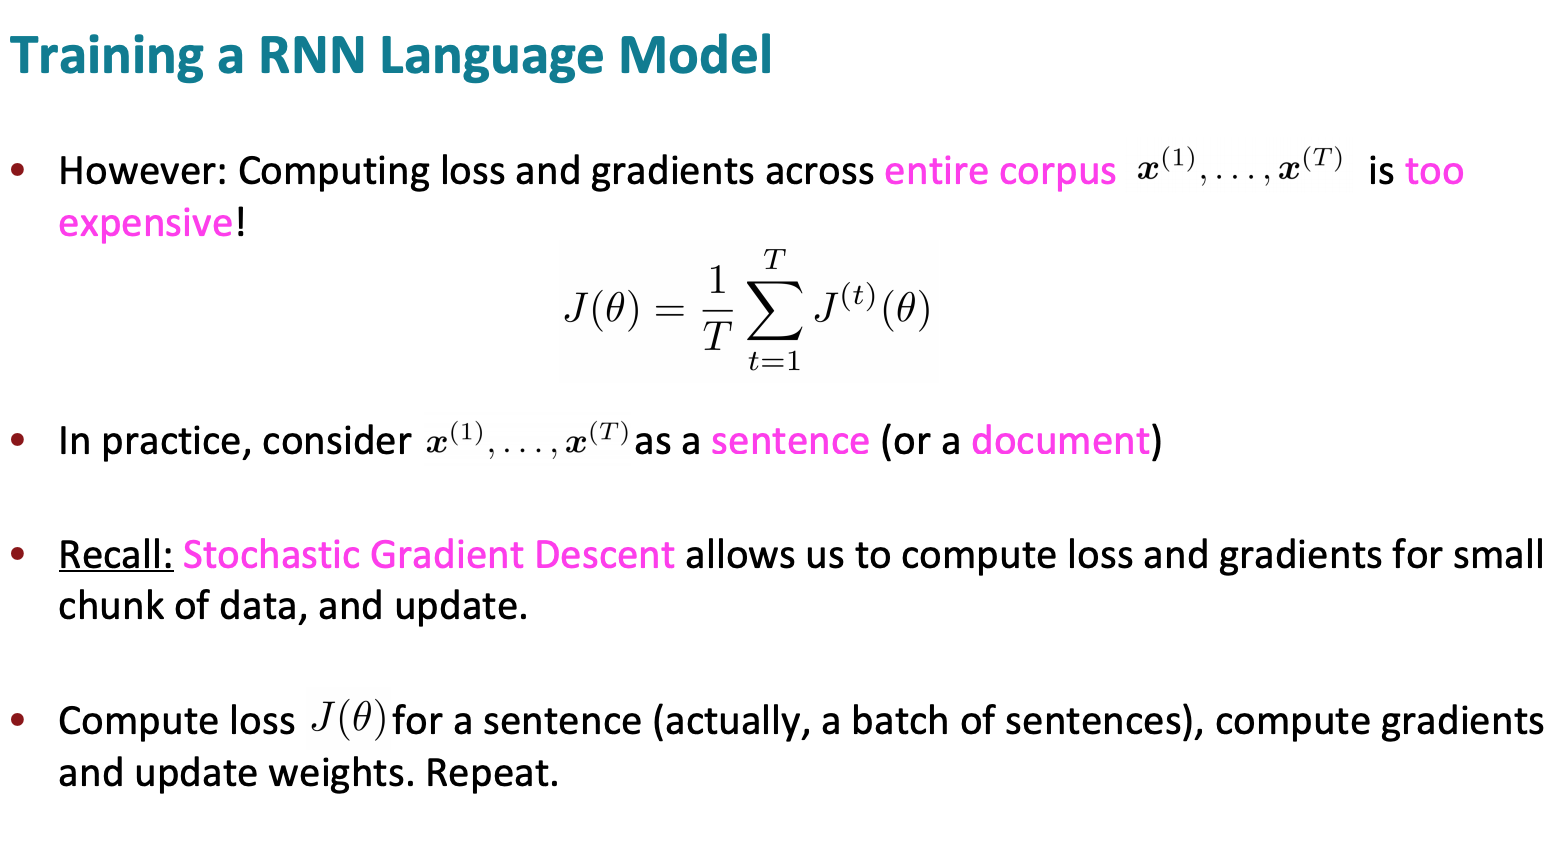 Training a RNN Language Model
• However: Computing loss and gradients across entire corpus $\boldsymbol{x}^{(1)}, \ldots, \boldsymbol{x}^{(T)}$ is too
expensive!
$J(\theta) = \frac{1}{T} \sum_{t=1}^{T} J^{(t)}(\theta)$
• In practice, consider $\boldsymbol{x}^{(1)}, \ldots, \boldsymbol{x}^{(T)}$ as a sentence (or a document)
• Recall: Stochastic Gradient Descent allows us to compute loss and gradients for small
chunk of data, and update.
• Compute loss $J(\theta)$ for a sentence (actually, a batch of sentences), compute gradients
and update weights. Repeat.